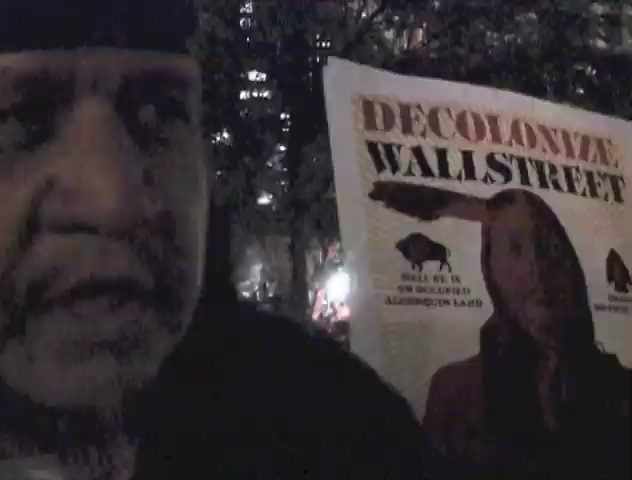 DECOLONIZE
WALLSTREET
WALL ST. IS
ON OCCUPIED
ALGONQUIN LAND